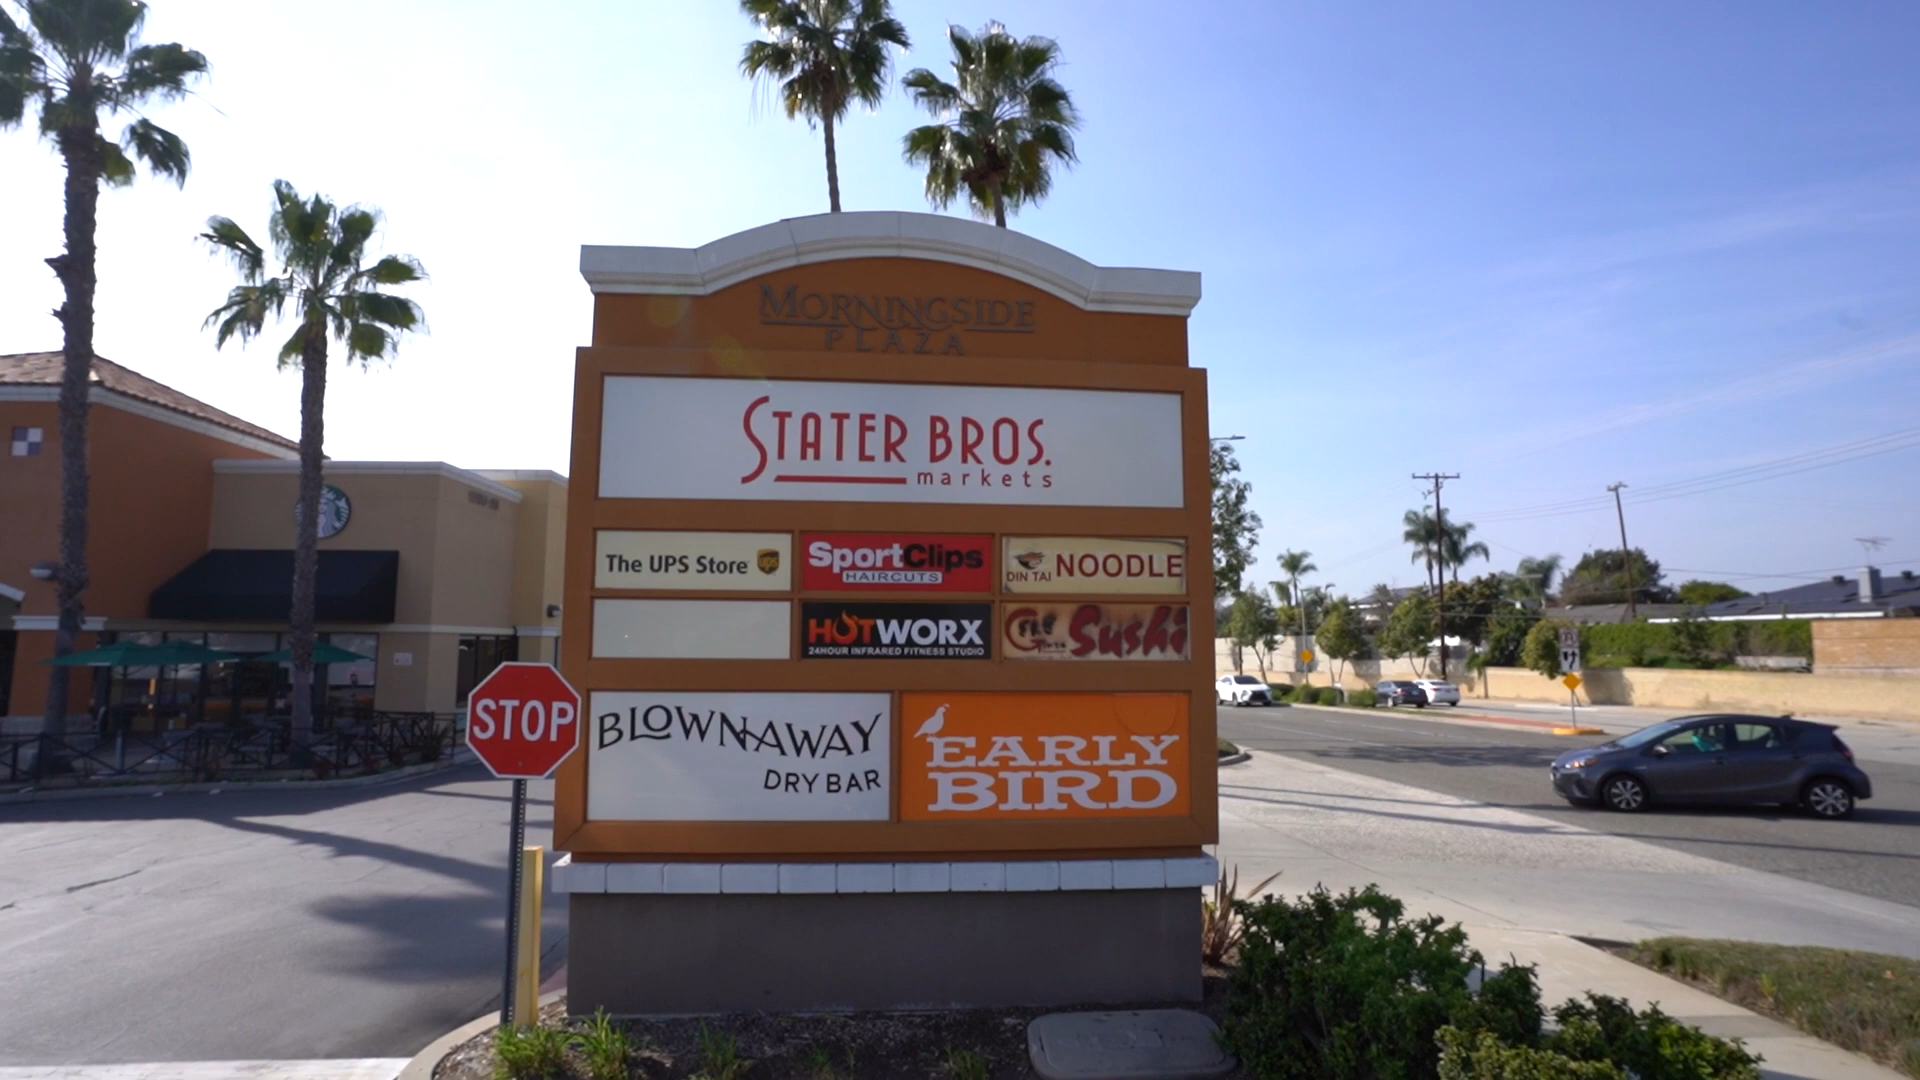 MORNINGSIDE
PLAZA
STATER BROS.
markets
The UPS Store
ups
SportClips
HAIRCUTS
DIN TAI NOODLE
HOTWORX
24HOUR INFRARED FITNESS STUDIO
Sushi
STOP
BLOWNAWAY
DRY BAR
EARLY
BIRD